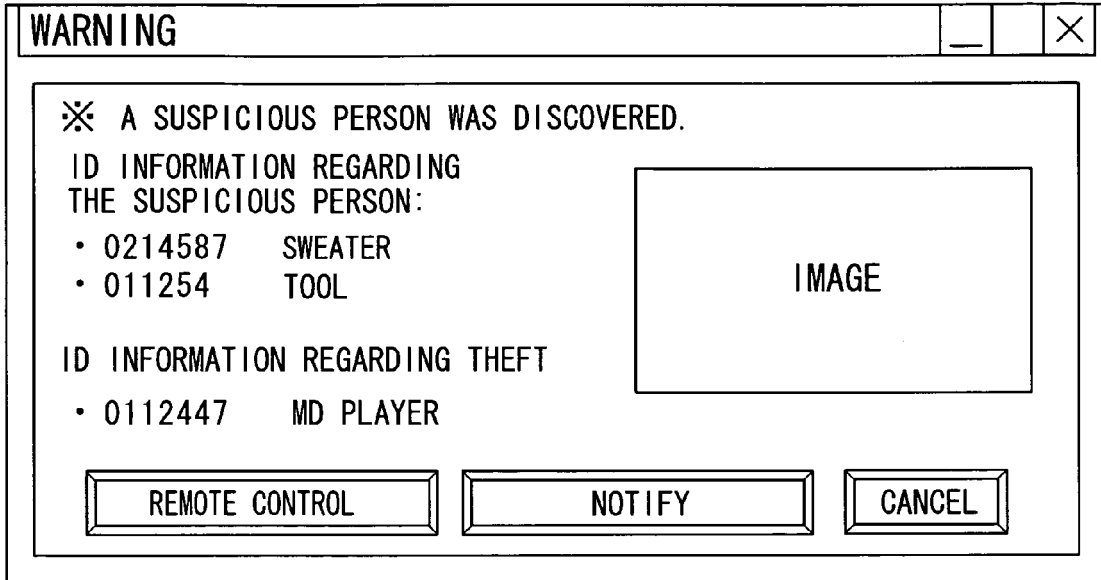 WARNING
※ A SUSPICIOUS PERSON WAS DISCOVERED.
ID INFORMATION REGARDING
THE SUSPICIOUS PERSON:
・0214587 SWEATER
・011254 TOOL
IMAGE
ID INFORMATION REGARDING THEFT
・0112447 MD PLAYER
REMOTE CONTROL
NOTIFY
CANCEL